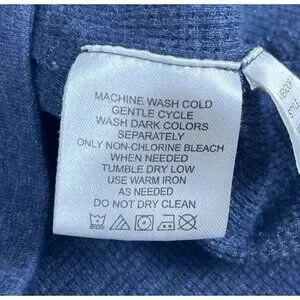 MACHINE WASH COLD
GENTLE CYCLE
WASH DARK COLORS
SEPARATELY
ONLY NON-CHLORINE BLEACH
WHEN NEEDED
TUMBLE DRY LOW
USE WARM IRON
AS NEEDED
DO NOT DRY CLEAN